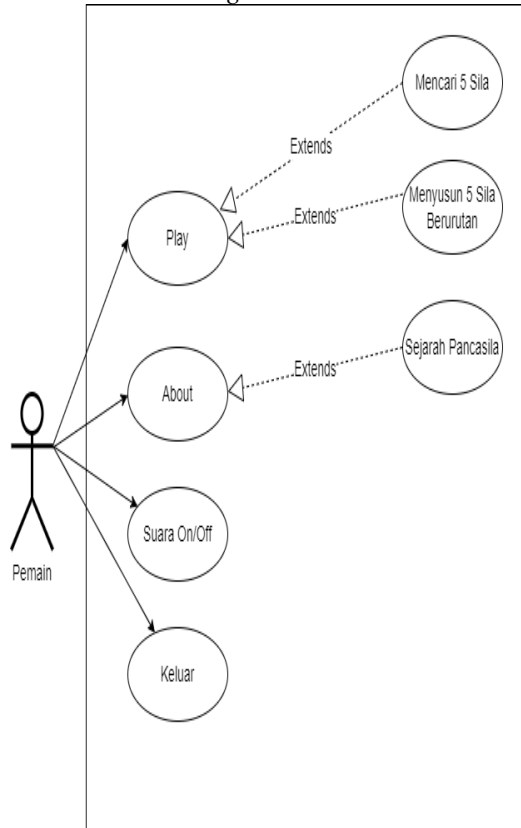 Mencari 5 Sila
Extends
Menyusun 5 Sila
Berurutan
Extends
Play
Sejarah Pancasila
Extends
About
Suara On/Off
Pemain
Keluar